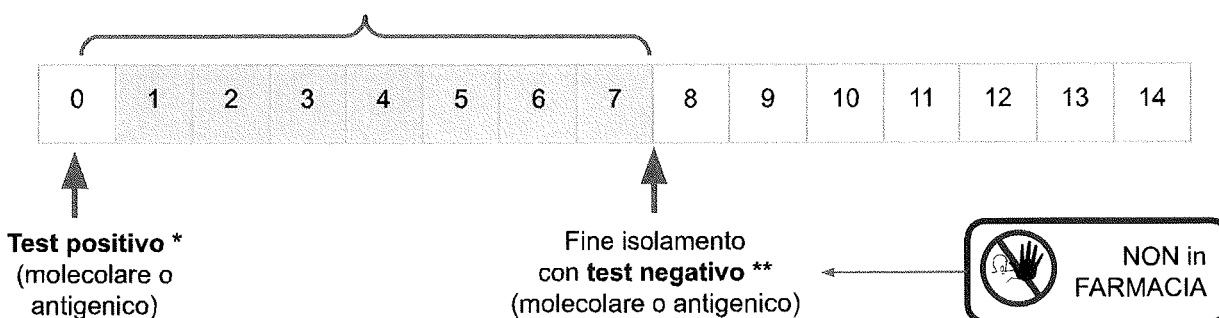 0 1 2 3 4 5 6 7 8 9 10 11 12 13 14
Test positivo *
(molecolare o
antigenico)
Fine isolamento
con test negativo **
(molecolare o antigenico)
NON in
FARMACIA